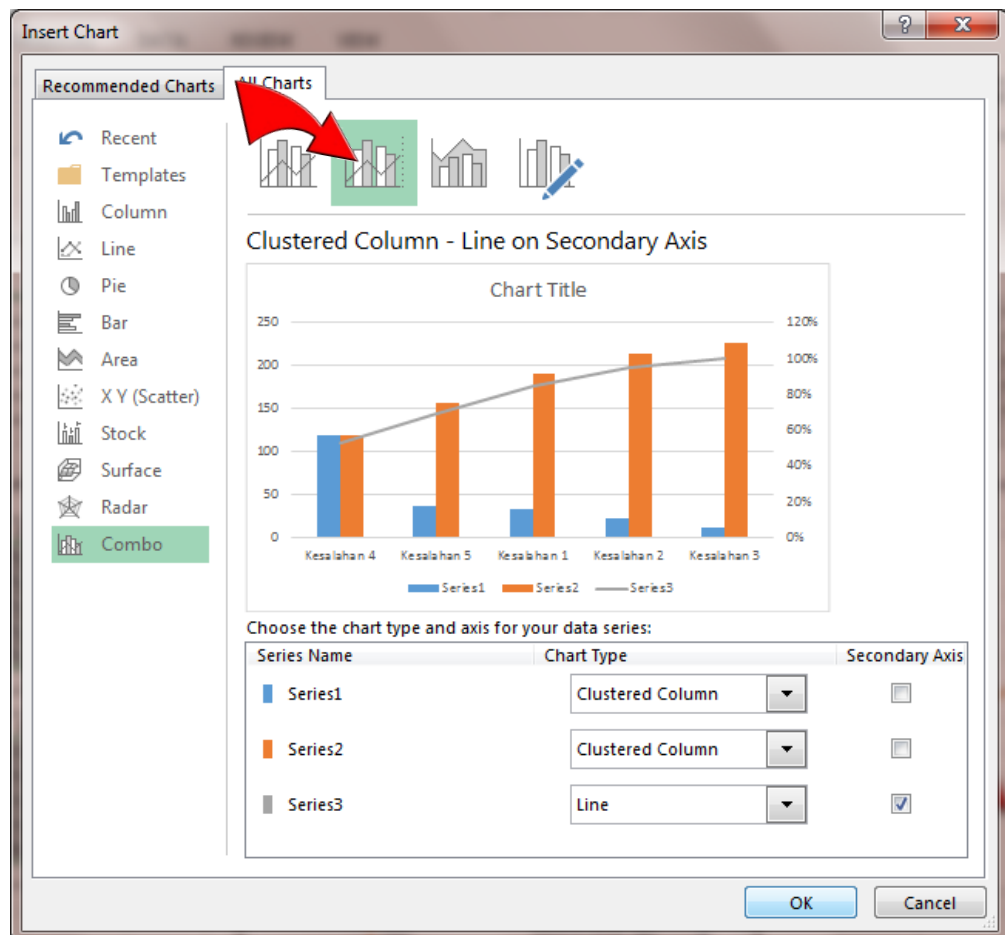 Insert Chart
Recommended Charts
All Charts
Recent
Templates
Column
Line
Pie
Bar
Area
X Y (Scatter)
Stock
Surface
Radar
Combo
Clustered Column - Line on Secondary Axis
Chart Title
250
200
150
100
50
0
120%
100%
80%
60%
40%
20%
0%
Kesalahan 4 Kesalahan 5 Kesalahan 1 Kesalahan 2 Kesalahan 3
Series1 Series2 Series3
Choose the chart type and axis for your data series:
Series Name Chart Type Secondary Axis
Series1 Clustered Column
Series2 Clustered Column
Series3 Line
OK Cancel